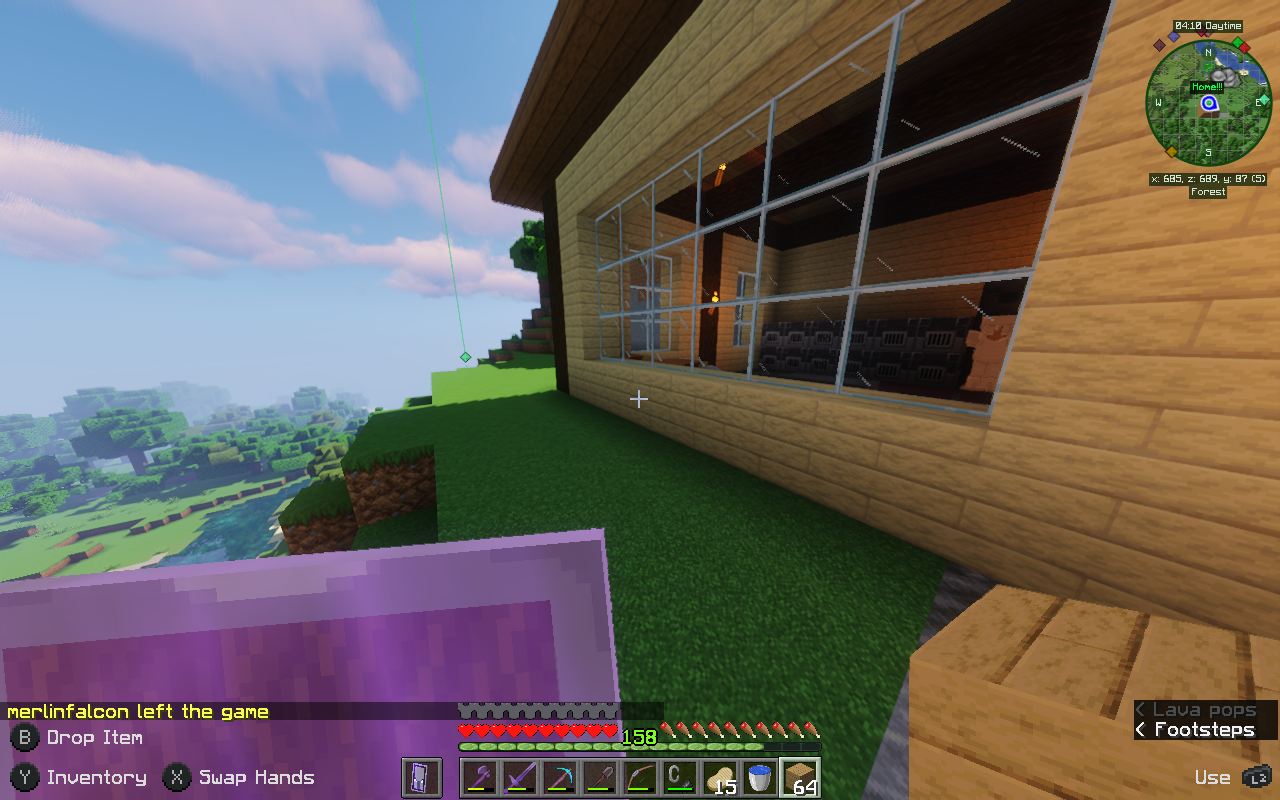 04:10 Daytime
N
Home!!!
W
E
S
x: 685, z: 689, y: 87 (S)
Forest
merlinfalcon left the game
B Drop Item
Y Inventory X Swap Hands
158
15
64
< Lava pops
< Footsteps
Use L2